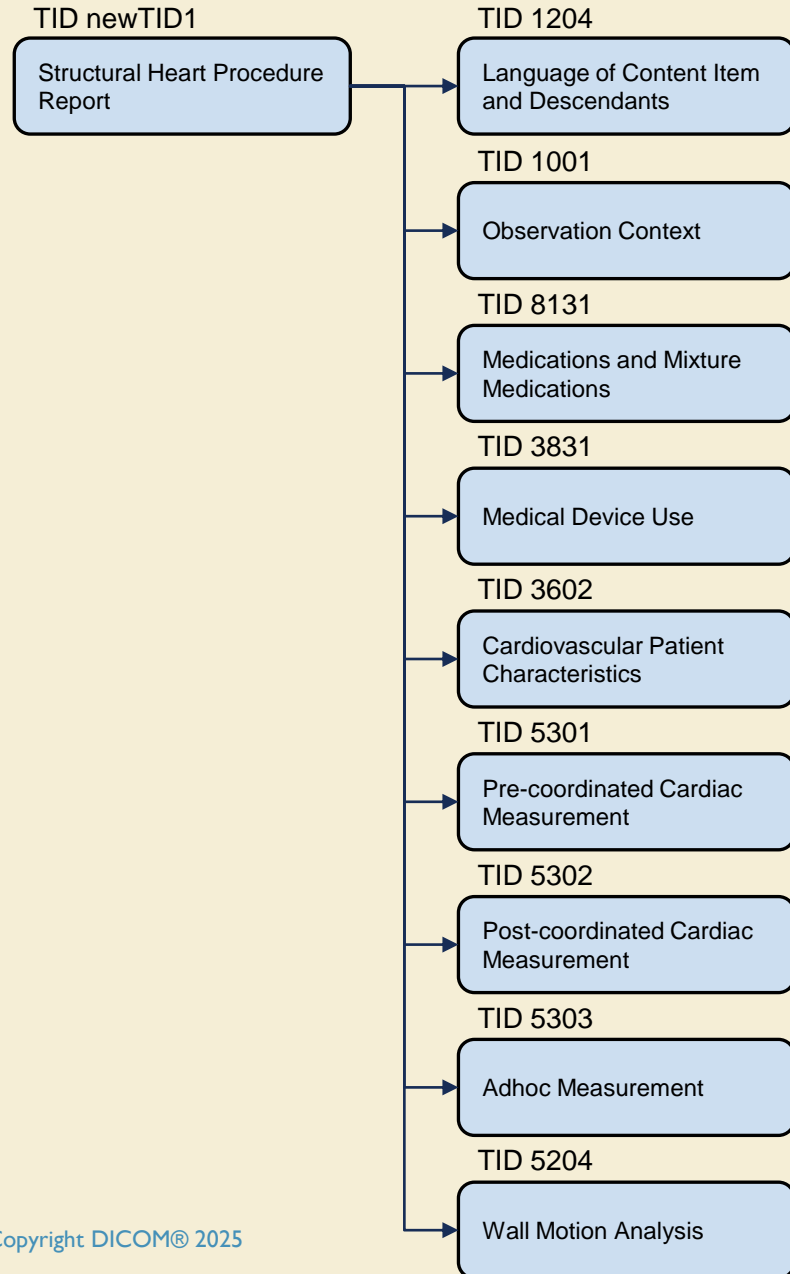 TID newTID1
Structural Heart Procedure
Report
TID 1204
Language of Content Item
and Descendants
TID 1001
Observation Context
TID 8131
Medications and Mixture
Medications
TID 3831
Medical Device Use
TID 3602
Cardiovascular Patient
Characteristics
TID 5301
Pre-coordinated Cardiac
Measurement
TID 5302
Post-coordinated Cardiac
Measurement
TID 5303
Adhoc Measurement
TID 5204
Wall Motion Analysis
Copyright DICOM® 2025